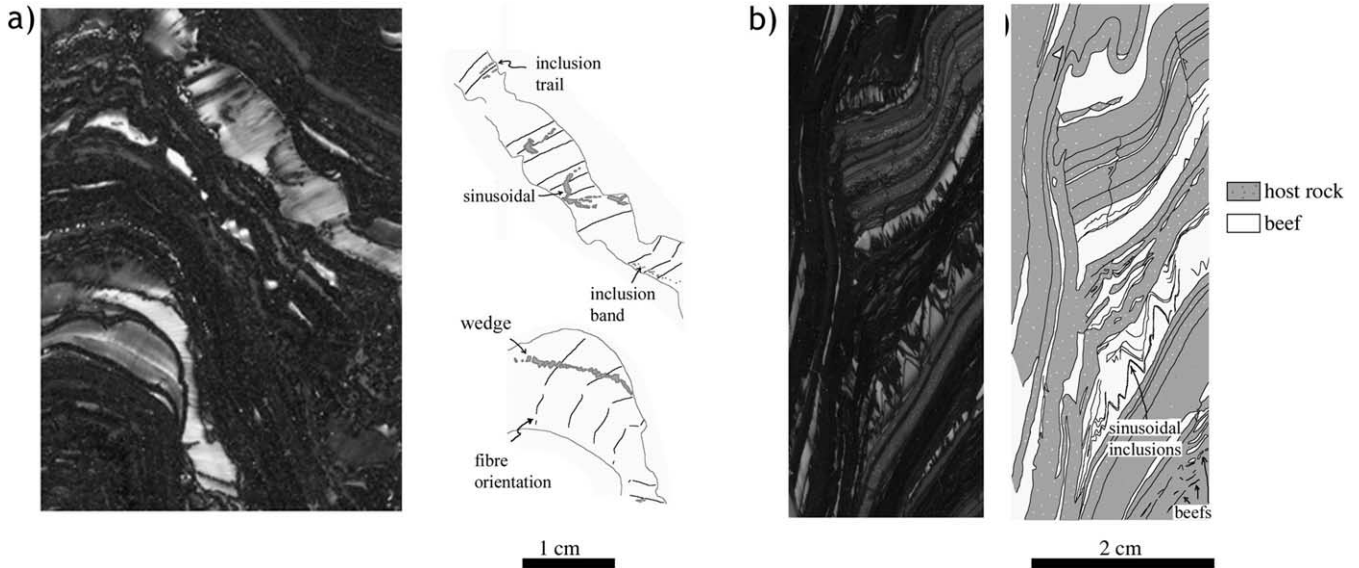 a)
inclusion
trail
sinusoidal
inclusion
band
wedge
fibre
orientation
1 cm
b)
)
host rock
beef
sinusoidal
inclusions
beefs
2 cm